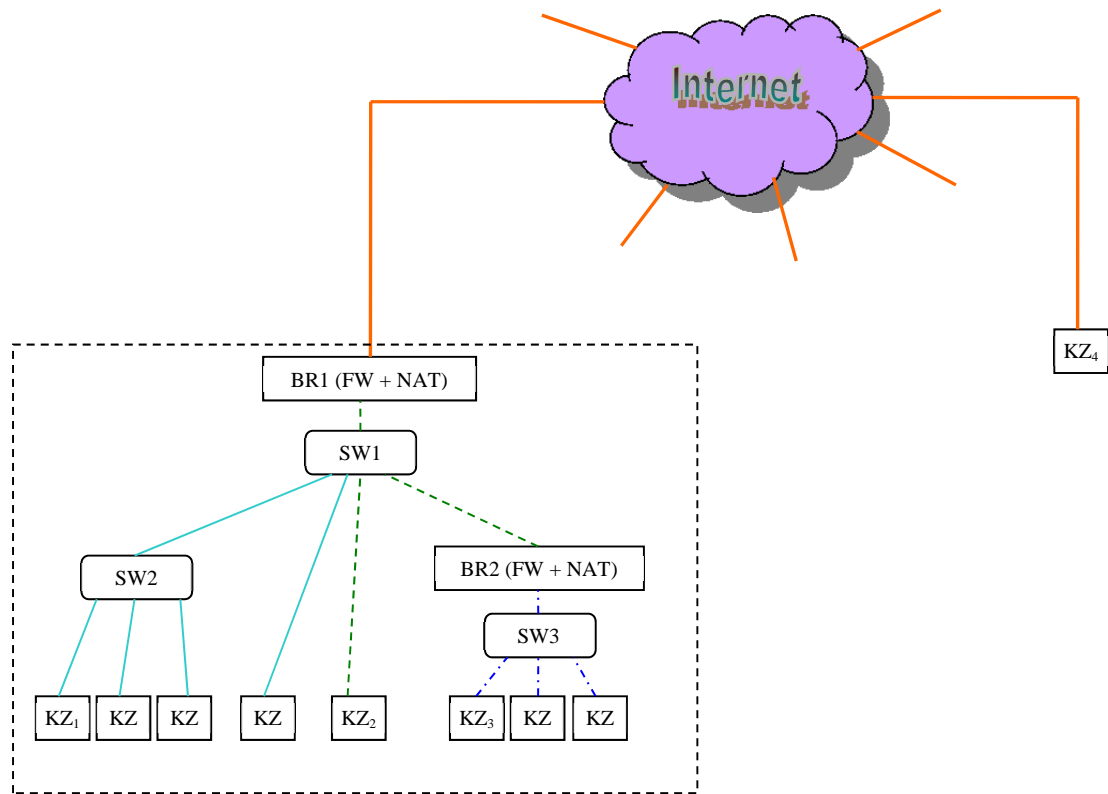 Internet
KZ₄
BR1 (FW + NAT)
SW1
BR2 (FW + NAT)
SW2
SW3
KZ₁ KZ KZ KZ KZ₂ KZ₃ KZ KZ